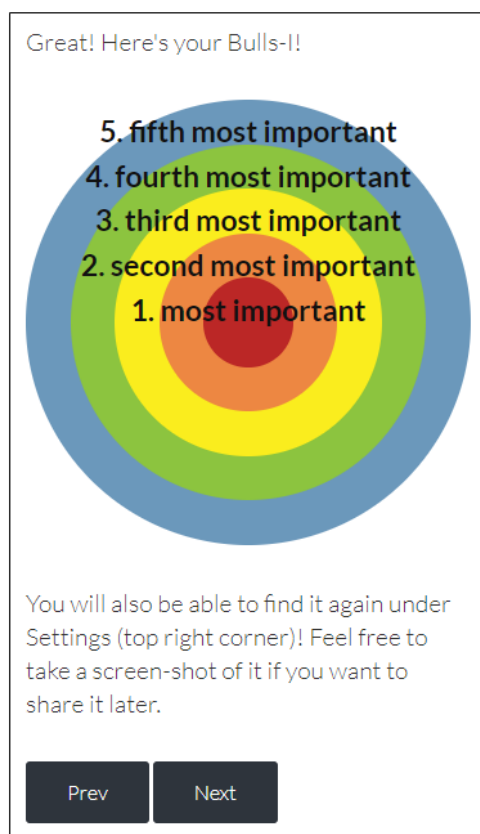 Great! Here's your Bulls-I!
5. fifth most important
4. fourth most important
3. third most important
2. second most important
1. most important
You will also be able to find it again under
Settings (top right corner)! Feel free to
take a screen-shot of it if you want to
share it later.
Prev Next